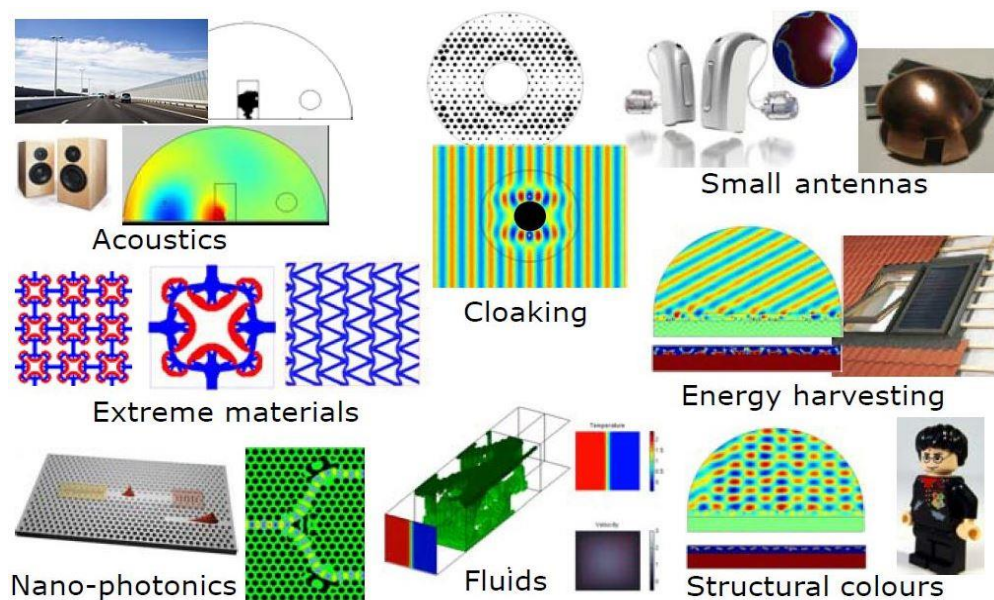 Small antennas
Acoustics
Cloaking
Extreme materials
Energy harvesting
Temperature
Velocity
Nano-photonics
Fluids
Structural colours